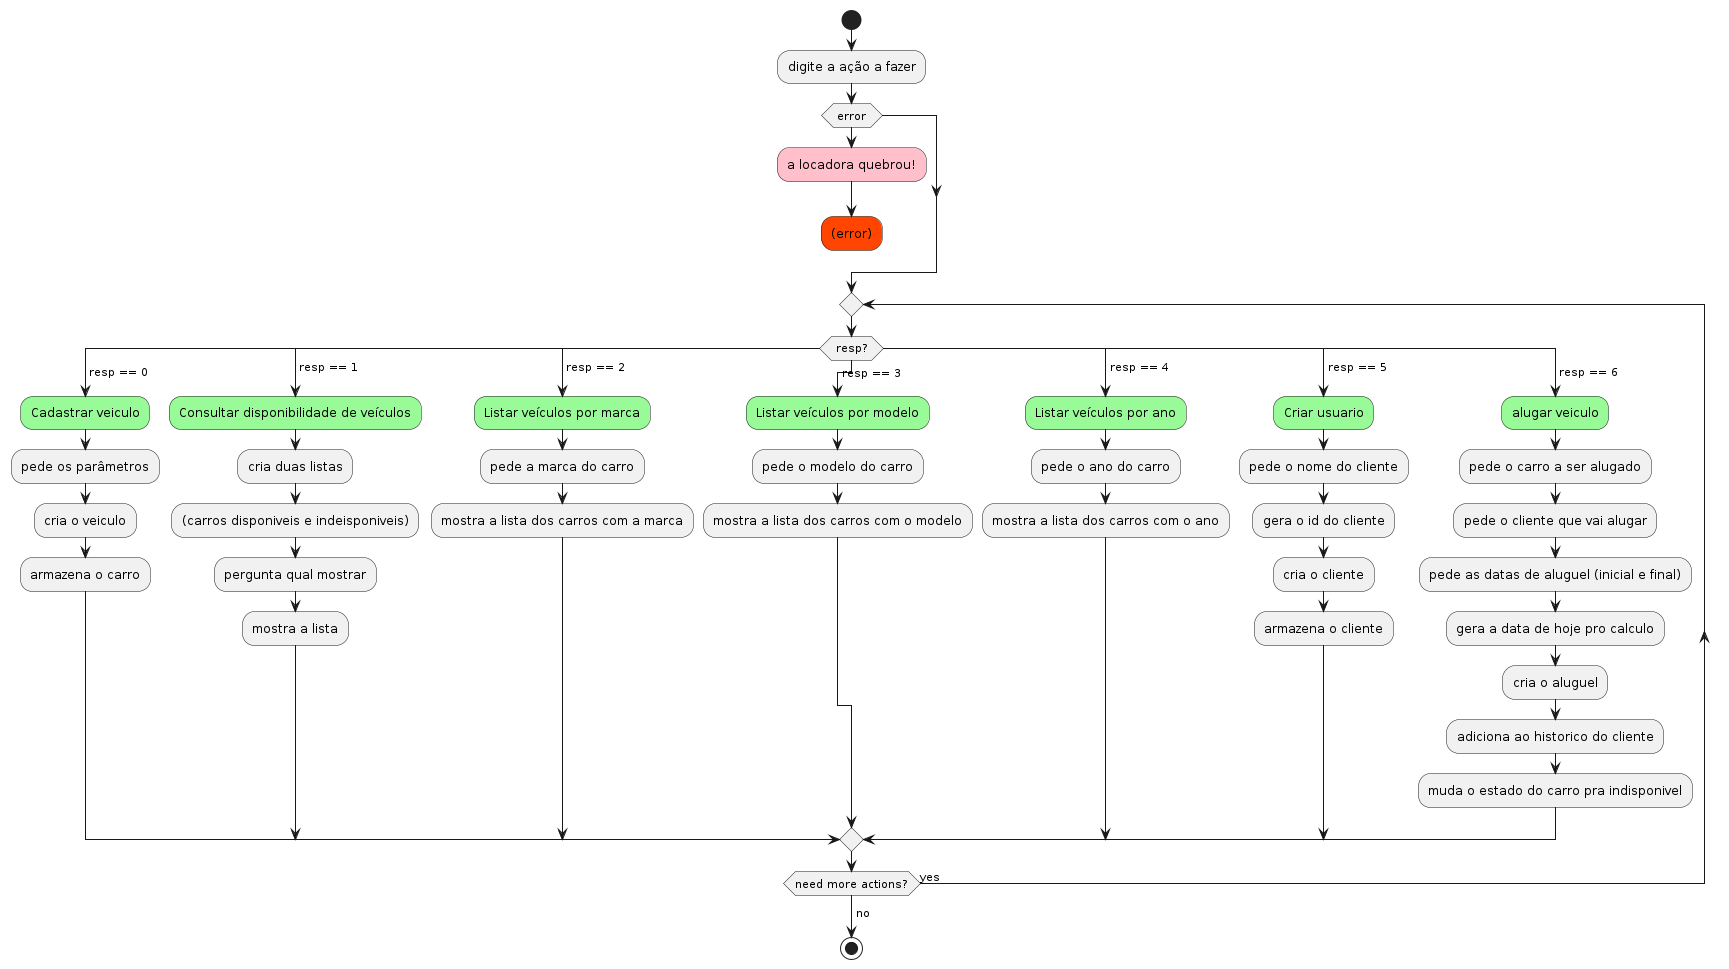 digite a ação a fazer
error
a locadora quebrou!
(error)
resp?
resp == 0
Cadastrar veiculo
pede os parâmetros
cria o veiculo
armazena o carro
resp == 1
Consultar disponibilidade de veículos
cria duas listas
(carros disponiveis e indeisponiveis)
pergunta qual mostrar
mostra a lista
resp == 2
Listar veículos por marca
pede a marca do carro
mostra a lista dos carros com a marca
resp == 3
Listar veículos por modelo
pede o modelo do carro
mostra a lista dos carros com o modelo
resp == 4
Listar veículos por ano
pede o ano do carro
mostra a lista dos carros com o ano
resp == 5
Criar usuario
pede o nome do cliente
gera o id do cliente
cria o cliente
armazena o cliente
resp == 6
alugar veiculo
pede o carro a ser alugado
pede o cliente que vai alugar
pede as datas de aluguel (inicial e final)
gera a data de hoje pro calculo
cria o aluguel
adiciona ao historico do cliente
muda o estado do carro pra indisponivel
need more actions?
yes
no